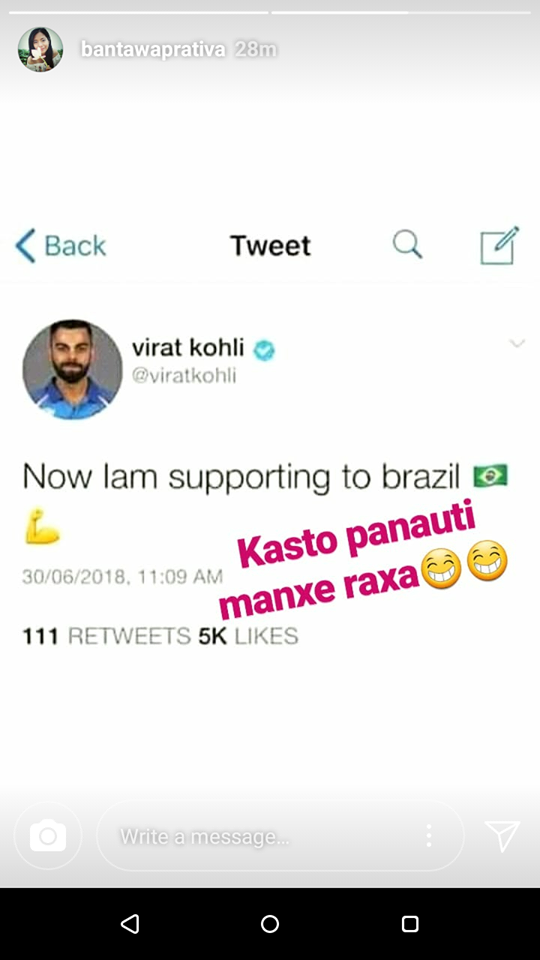 bantawaprativa 28m
Back Tweet
virat kohli
@viratkohli
Now Iam supporting to brazil 🇧🇷
💪
Kasto panauti
manxe raxa😁😁
30/06/2018, 11:09 AM
111 RETWEETS 5K LIKES
Write a message...